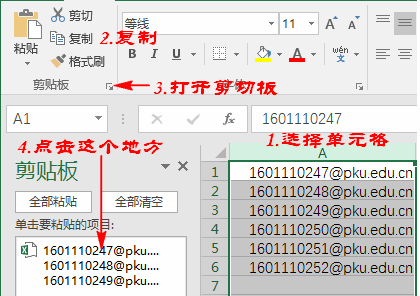 剪切
等线 11
粘贴
复制
2.复制
格式刷
B I U A wén 文
剪贴板
3.打开剪切板
A1
1601110247
4.点击这个地方
1.选择单元格
剪贴板
A
全部粘贴 全部清空
单击要粘贴的项目:
1601110247@pku....
1601110248@pku....
1601110249@pku....
1 1601110247@pku.edu.cn
2 1601110248@pku.edu.cn
3 1601110249@pku.edu.cn
4 1601110250@pku.edu.cn
5 1601110251@pku.edu.cn
6 1601110252@pku.edu.cn
7